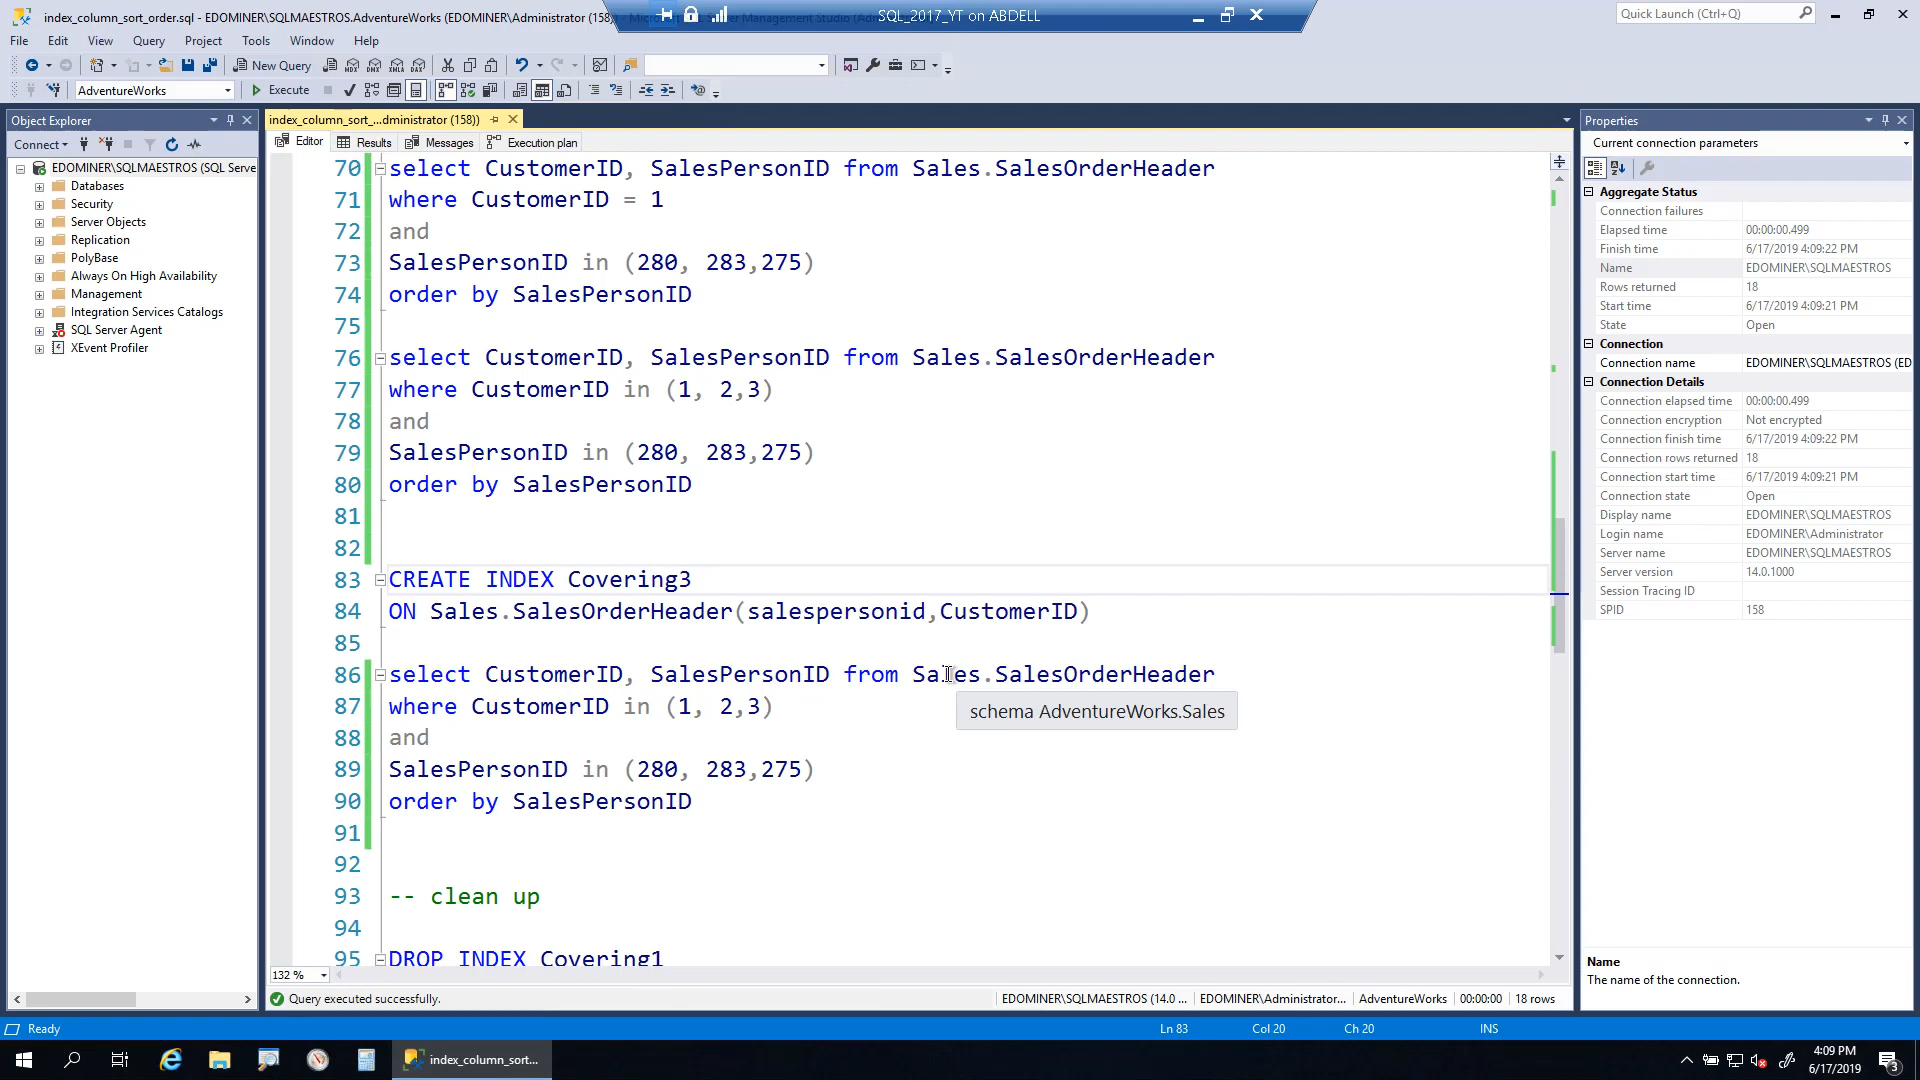 index_column_sort_order.sql - EDOMINER\SQLMAESTROS.AdventureWorks (EDOMINER\Administrator (158))
SQL_2017_YT on ABDELL
Quick Launch (Ctrl+Q)
File Edit View Query Project Tools Window Help
New Query
AdventureWorks
Execute
Object Explorer
Connect
EDOMINER\SQLMAESTROS (SQL Serve
Databases
Security
Server Objects
Replication
PolyBase
Always On High Availability
Management
Integration Services Catalogs
SQL Server Agent
XEvent Profiler
index_column_sort_...dministrator (158))
Editor Results Messages Execution plan
70 select CustomerID, SalesPersonID from Sales.SalesOrderHeader
71 where CustomerID = 1
72 and
73 SalesPersonID in (280, 283,275)
74 order by SalesPersonID
75
76 select CustomerID, SalesPersonID from Sales.SalesOrderHeader
77 where CustomerID in (1, 2,3)
78 and
79 SalesPersonID in (280, 283,275)
80 order by SalesPersonID
81
82
83 CREATE INDEX Covering3
84 ON Sales.SalesOrderHeader(salespersonid,CustomerID)
85
86 select CustomerID, SalesPersonID from Sales.SalesOrderHeader
87 where CustomerID in (1, 2,3)
schema AdventureWorks.Sales
88 and
89 SalesPersonID in (280, 283,275)
90 order by SalesPersonID
91
92
93 -- clean up
94
95 DROP INDEX Covering1
132 %
Query executed successfully.
EDOMINER\SQLMAESTROS (14.0 ... EDOMINER\Administrator... AdventureWorks 00:00:00 18 rows
Properties
Current connection parameters
Aggregate Status
Connection failures
Elapsed time 00:00:00.499
Finish time 6/17/2019 4:09:22 PM
Name EDOMINER\SQLMAESTROS
Rows returned 18
Start time 6/17/2019 4:09:21 PM
State Open
Connection
Connection name EDOMINER\SQLMAESTROS (ED
Connection Details
Connection elapsed time 00:00:00.499
Connection encryption Not encrypted
Connection finish time 6/17/2019 4:09:22 PM
Connection rows returned 18
Connection start time 6/17/2019 4:09:21 PM
Connection state Open
Display name EDOMINER\SQLMAESTROS
Login name EDOMINER\Administrator
Server name EDOMINER\SQLMAESTROS
Server version 14.0.1000
Session Tracing ID
SPID 158
Name
The name of the connection.
Ready
Ln 83 Col 20 Ch 20 INS
index_column_sort...
4:09 PM
6/17/2019
3